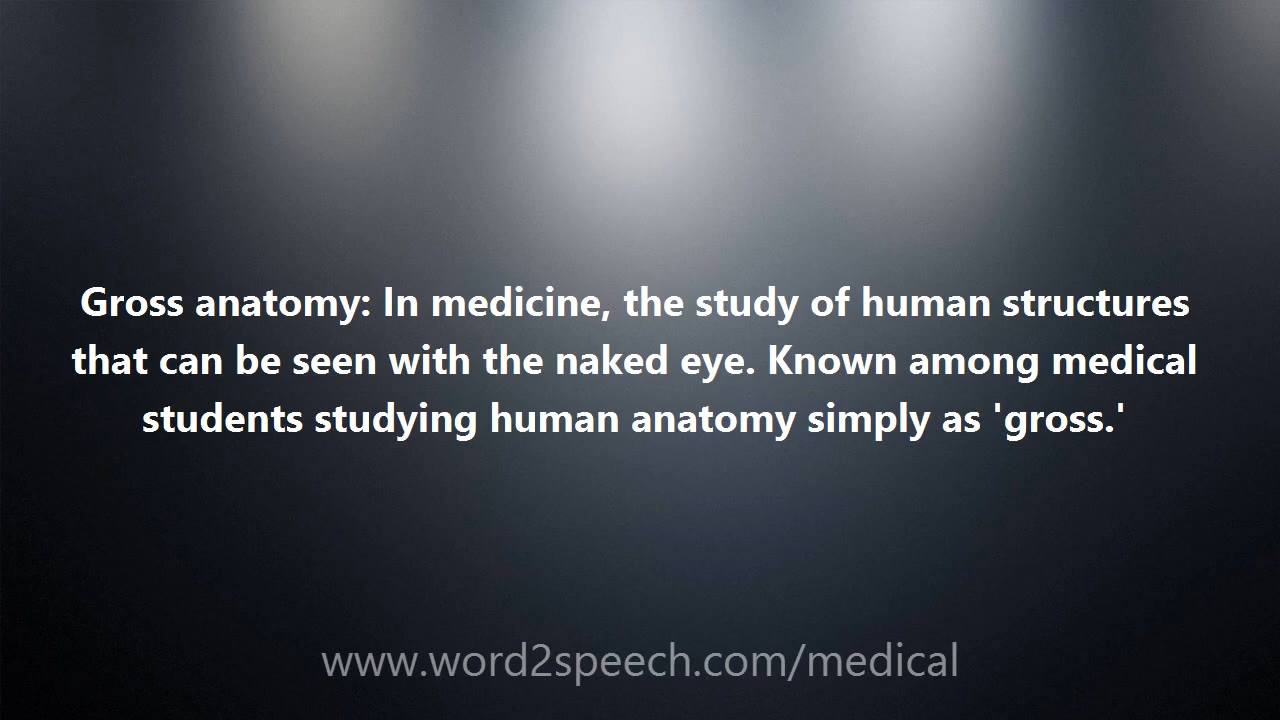 Gross anatomy: In medicine, the study of human structures
that can be seen with the naked eye. Known among medical
students studying human anatomy simply as 'gross.'
www.word2speech.com/medical